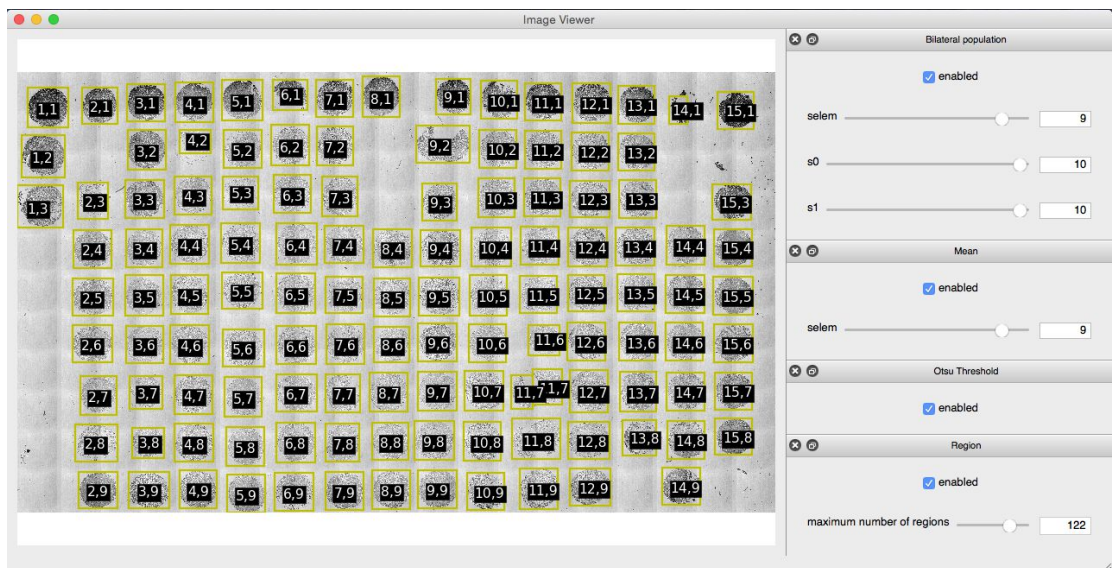 Image Viewer
1,1 2,1 3,1 4,1 5,1 6,1 7,1 8,1 9,1 10,1 11,1 12,1 13,1 14,1 15,1
1,2 3,2 4,2 5,2 6,2 7,2 9,2 10,2 11,2 12,2 13,2
1,3 2,3 3,3 4,3 5,3 6,3 7,3 9,3 10,3 11,3 12,3 13,3 15,3
2,4 3,4 4,4 5,4 6,4 7,4 8,4 9,4 10,4 11,4 12,4 13,4 14,4 15,4
2,5 3,5 4,5 5,5 6,5 7,5 8,5 9,5 10,5 11,5 12,5 13,5 14,5 15,5
2,6 3,6 4,6 5,6 6,6 7,6 8,6 9,6 10,6 11,6 12,6 13,6 14,6 15,6
2,7 3,7 4,7 5,7 6,7 7,7 8,7 9,7 10,7 11,7 12,7 13,7 14,7 15,7
2,8 3,8 4,8 5,8 6,8 7,8 8,8 9,8 10,8 11,8 12,8 13,8 14,8 15,8
2,9 3,9 4,9 5,9 6,9 7,9 8,9 9,9 10,9 11,9 12,9 14,9
Bilateral population
enabled
selem 9
s0 10
s1 10
Mean
enabled
selem 9
Otsu Threshold
enabled
Region
enabled
maximum number of regions 122